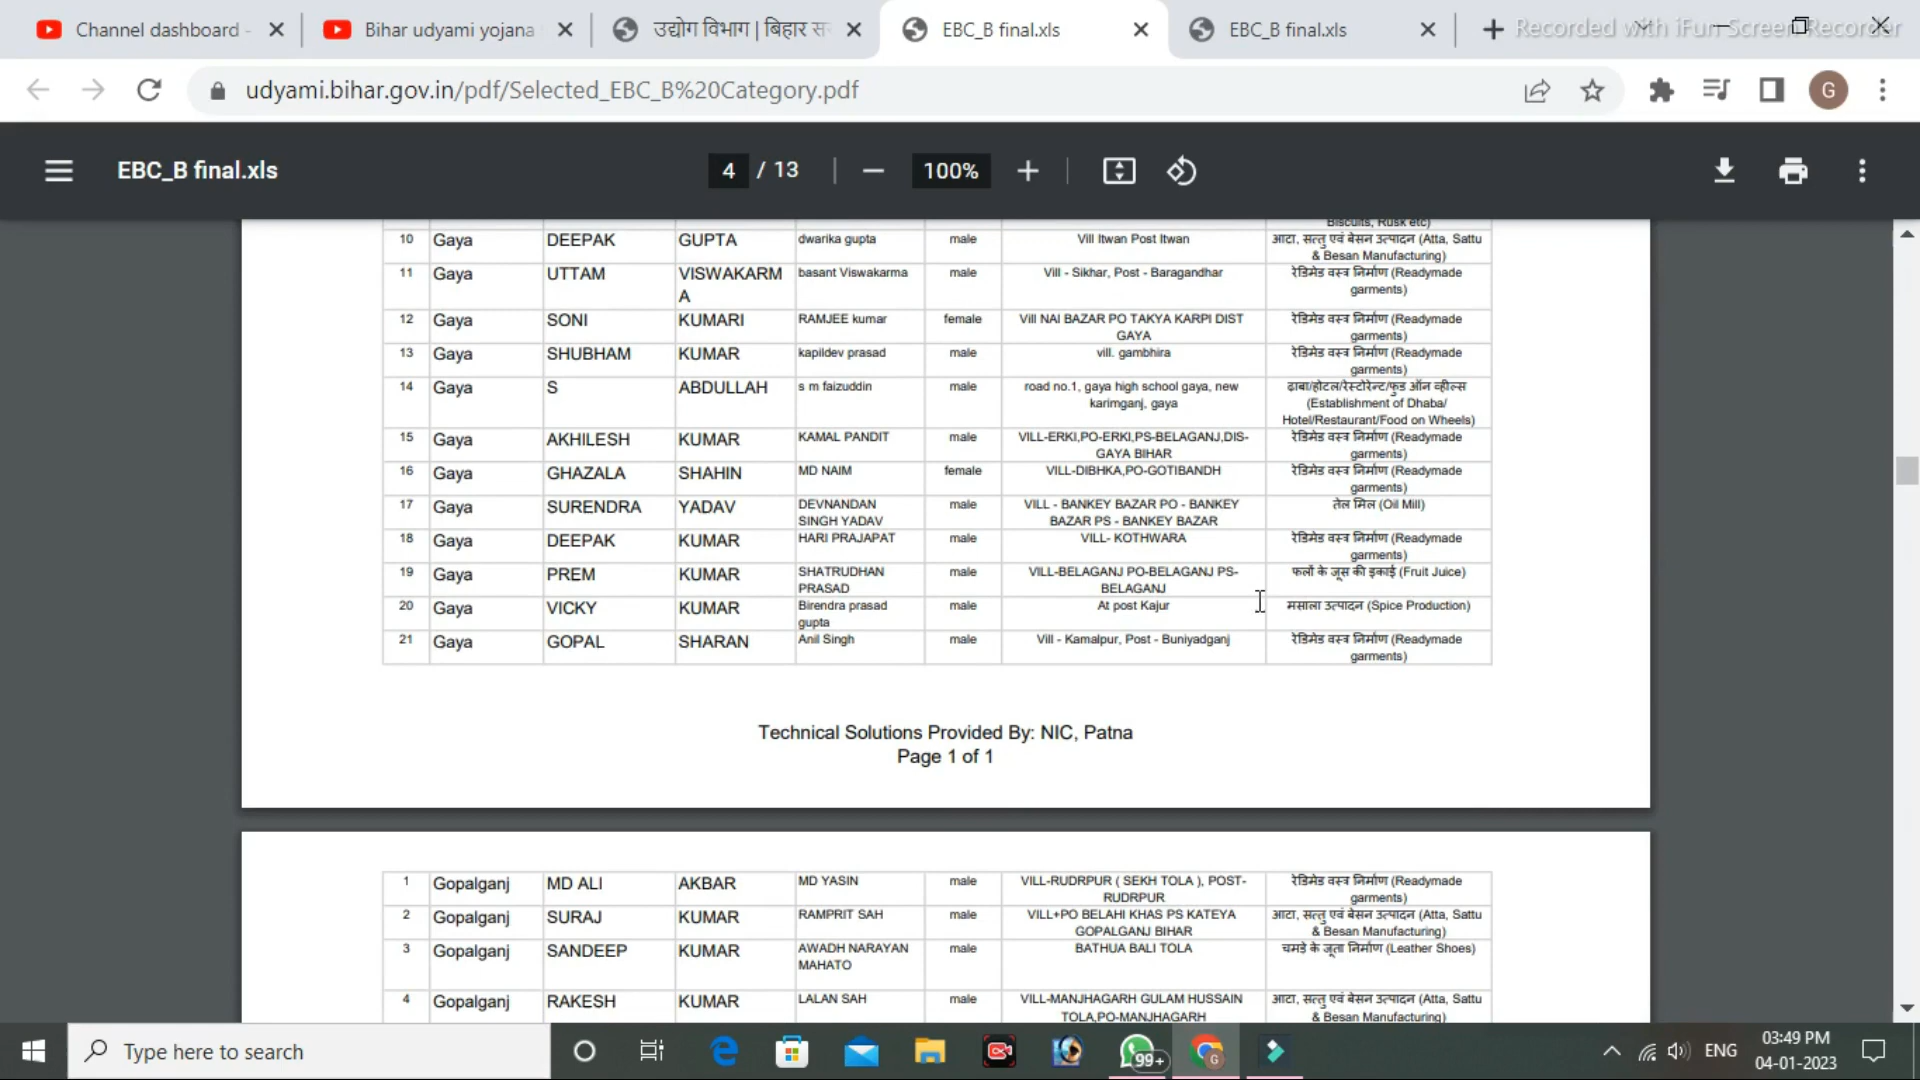 Channel dashboard -
Bihar udyami yojana
उद्योग विभाग | बिहार सर
EBC_B final.xls
EBC_B final.xls
Recorded with iFun Screen Recorder
udyami.bihar.gov.in/pdf/Selected_EBC_B%20Category.pdf
G
EBC_B final.xls
4 / 13
100%
Biscuits, Rusk etc)
10 Gaya DEEPAK GUPTA dwarika gupta male Vill Itwan Post Itwan आटा, सत्तु एवं बेसन उत्पादन (Atta, Sattu
& Besan Manufacturing)
11 Gaya UTTAM VISWAKARM basant Viswakarma male Vill - Sikhar, Post - Baragandhar रेडिमेड वस्त्र निर्माण (Readymade
A garments)
12 Gaya SONI KUMARI RAMJEE kumar female Vill NAI BAZAR PO TAKYA KARPI DIST रेडिमेड वस्त्र निर्माण (Readymade
GAYA garments)
13 Gaya SHUBHAM KUMAR kapildev prasad male vill. gambhira रेडिमेड वस्त्र निर्माण (Readymade
garments)
14 Gaya S ABDULLAH s m faizuddin male road no.1, gaya high school gaya, new ढ़ाबा/होटल/रेस्टोरेन्ट/फुड ऑन व्हील्स
karimganj, gaya (Establishment of Dhaba/
Hotel/Restaurant/Food on Wheels)
15 Gaya AKHILESH KUMAR KAMAL PANDIT male VILL-ERKI,PO-ERKI,PS-BELAGANJ,DIS- रेडिमेड वस्त्र निर्माण (Readymade
GAYA BIHAR garments)
16 Gaya GHAZALA SHAHIN MD NAIM female VILL-DIBHKA,PO-GOTIBANDH रेडिमेड वस्त्र निर्माण (Readymade
garments)
17 Gaya SURENDRA YADAV DEVNANDAN male VILL - BANKEY BAZAR PO - BANKEY तेल मिल (Oil Mill)
SINGH YADAV BAZAR PS - BANKEY BAZAR
18 Gaya DEEPAK KUMAR HARI PRAJAPAT male VILL- KOTHWARA रेडिमेड वस्त्र निर्माण (Readymade
garments)
19 Gaya PREM KUMAR SHATRUDHAN male VILL-BELAGANJ PO-BELAGANJ PS- फलों के जूस की इकाई (Fruit Juice)
PRASAD BELAGANJ
20 Gaya VICKY KUMAR Birendra prasad male At post Kajur मसाला उत्पादन (Spice Production)
gupta
21 Gaya GOPAL SHARAN Anil Singh male Vill - Kamalpur, Post - Buniyadganj रेडिमेड वस्त्र निर्माण (Readymade
garments)
Technical Solutions Provided By: NIC, Patna
Page 1 of 1
1 Gopalganj MD ALI AKBAR MD YASIN male VILL-RUDRPUR ( SEKH TOLA ), POST- रेडिमेड वस्त्र निर्माण (Readymade
RUDRPUR garments)
2 Gopalganj SURAJ KUMAR RAMPRIT SAH male VILL+PO BELAHI KHAS PS KATEYA आटा, सत्तु एवं बेसन उत्पादन (Atta, Sattu
GOPALGANJ BIHAR & Besan Manufacturing)
3 Gopalganj SANDEEP KUMAR AWADH NARAYAN male BATHUA BALI TOLA चमड़े के जूता निर्माण (Leather Shoes)
MAHATO
4 Gopalganj RAKESH KUMAR LALAN SAH male VILL-MANJHAGARH GULAM HUSSAIN आटा, सत्तु एवं बेसन उत्पादन (Atta, Sattu
TOLA,PO-MANJHAGARH & Besan Manufacturing)
Type here to search
99+
G
ENG
03:49 PM
04-01-2023